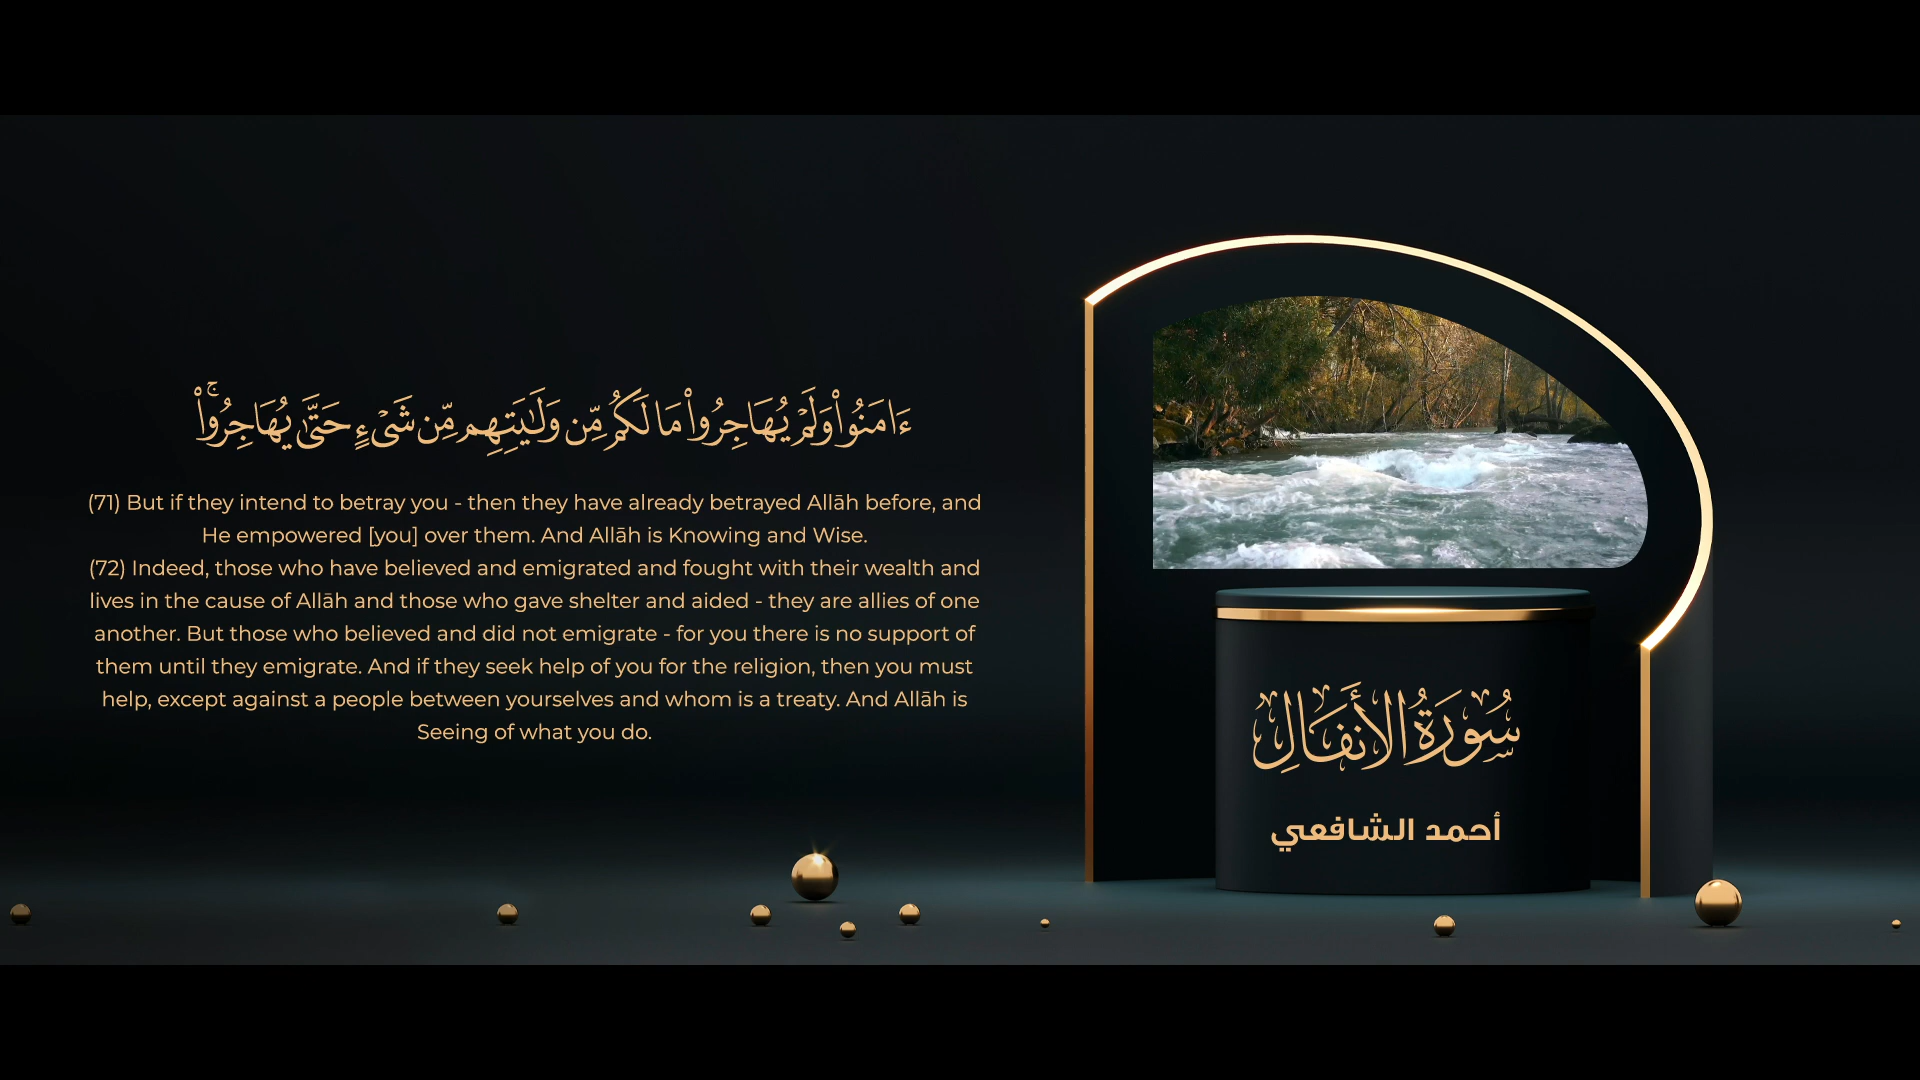 ءَامَنُوا۟ وَلَمْ يُهَاجِرُوا۟ مَا لَكُم مِّن وَلَـٰيَتِهِم مِّن شَىْءٍ حَتَّىٰ يُهَاجِرُوا۟ ۚ
(71) But if they intend to betray you - then they have already betrayed Allāh before, and
He empowered [you] over them. And Allāh is Knowing and Wise.
(72) Indeed, those who have believed and emigrated and fought with their wealth and
lives in the cause of Allāh and those who gave shelter and aided - they are allies of one
another. But those who believed and did not emigrate - for you there is no support of
them until they emigrate. And if they seek help of you for the religion, then you must
help, except against a people between yourselves and whom is a treaty. And Allāh is
Seeing of what you do.
سُورَةُ الأَنفَالِ
أحمد الشافعي